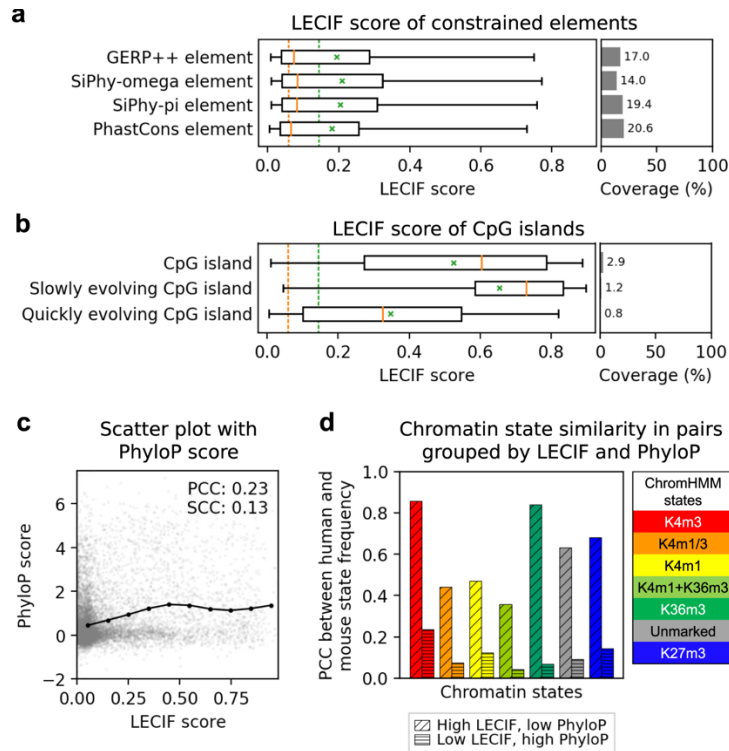 a
LECIF score of constrained elements
GERP++ element
SiPhy-omega element
SiPhy-pi element
PhastCons element
17.0
14.0
19.4
20.6
0.0 0.2 0.4 0.6 0.8
0 50 100
LECIF score
Coverage (%)
b
LECIF score of CpG islands
CpG island
Slowly evolving CpG island
Quickly evolving CpG island
2.9
1.2
0.8
0.0 0.2 0.4 0.6 0.8
0 50 100
LECIF score
Coverage (%)
c
Scatter plot with
PhyloP score
PCC: 0.23
SCC: 0.13
PhyloP score
6
4
2
0
−2
0.00 0.25 0.50 0.75
LECIF score
d
Chromatin state similarity in pairs
grouped by LECIF and PhyloP
PCC between human and
mouse state frequency
1.0
0.8
0.6
0.4
0.2
0.0
Chromatin states
ChromHMM
states
K4m3
K4m1/3
K4m1
K4m1+K36m3
K36m3
Unmarked
K27m3
High LECIF, low PhyloP
Low LECIF, high PhyloP